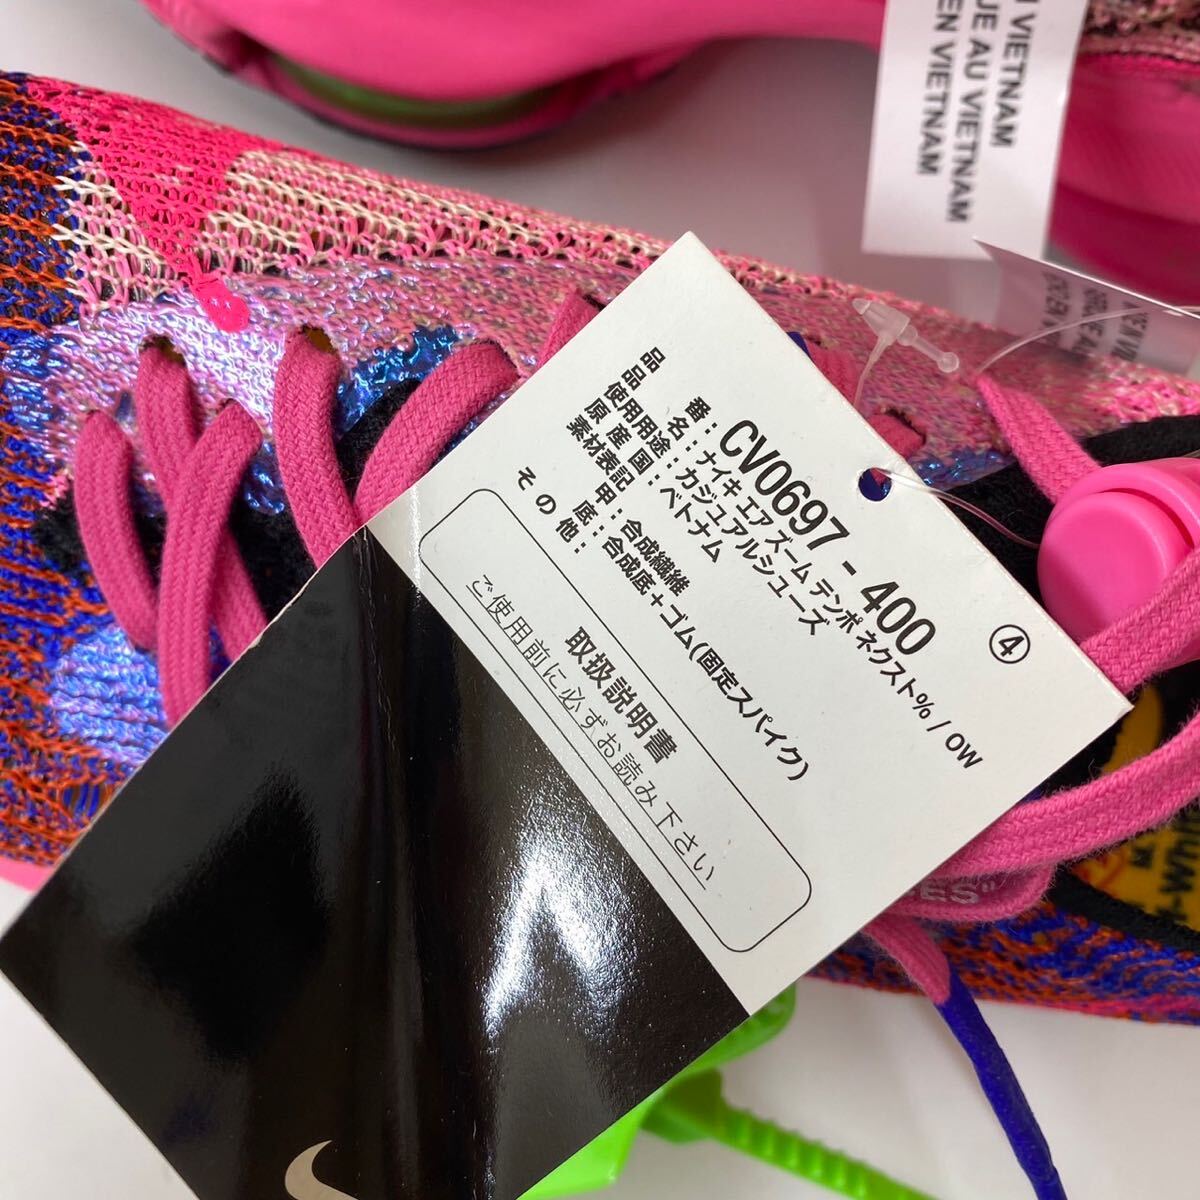 N VIETNAM
UE AU VIETNAM
EN VIETNAM
④
品　番：CV0697-400
品　名：ナイキ エア ズーム テンポ ネクスト% / OW
使用用途：カジュアルシューズ
原 産 国：ベトナム
素材表記　甲：合成繊維
底：合成底＋ゴム(固定スパイク)
その他：
取扱説明書
ご使用前に必ずお読み下さい
CES"